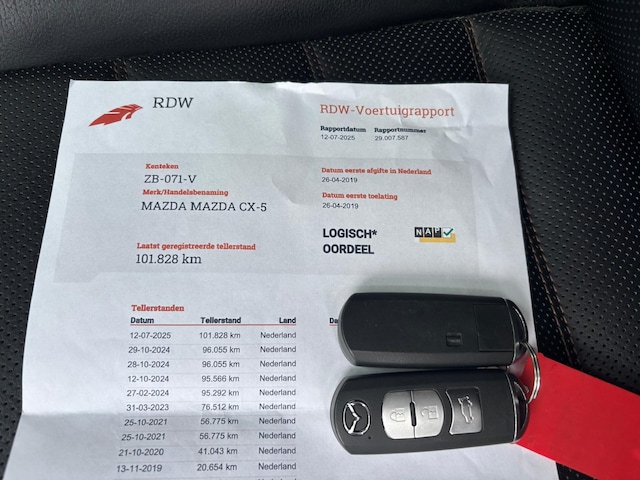 RDW
RDW-Voertuigrapport
Rapportdatum Rapportnummer
12-07-2025 29.007.587
Kenteken
ZB-071-V
Merk/Handelsbenaming
MAZDA MAZDA CX-5
Datum eerste afgifte in Nederland
26-04-2019
Datum eerste toelating
26-04-2019
Laatst geregistreerde tellerstand
101.828 km
LOGISCH*
OORDEEL
NAP
Tellerstanden
Datum Tellerstand Land
12-07-2025 101.828 km Nederland
29-10-2024 96.055 km Nederland
28-10-2024 96.055 km Nederland
12-10-2024 95.566 km Nederland
27-02-2024 95.292 km Nederland
31-03-2023 76.512 km Nederland
25-10-2021 56.775 km Nederland
25-10-2021 56.775 km Nederland
21-10-2020 41.043 km Nederland
13-11-2019 20.654 km Nederland